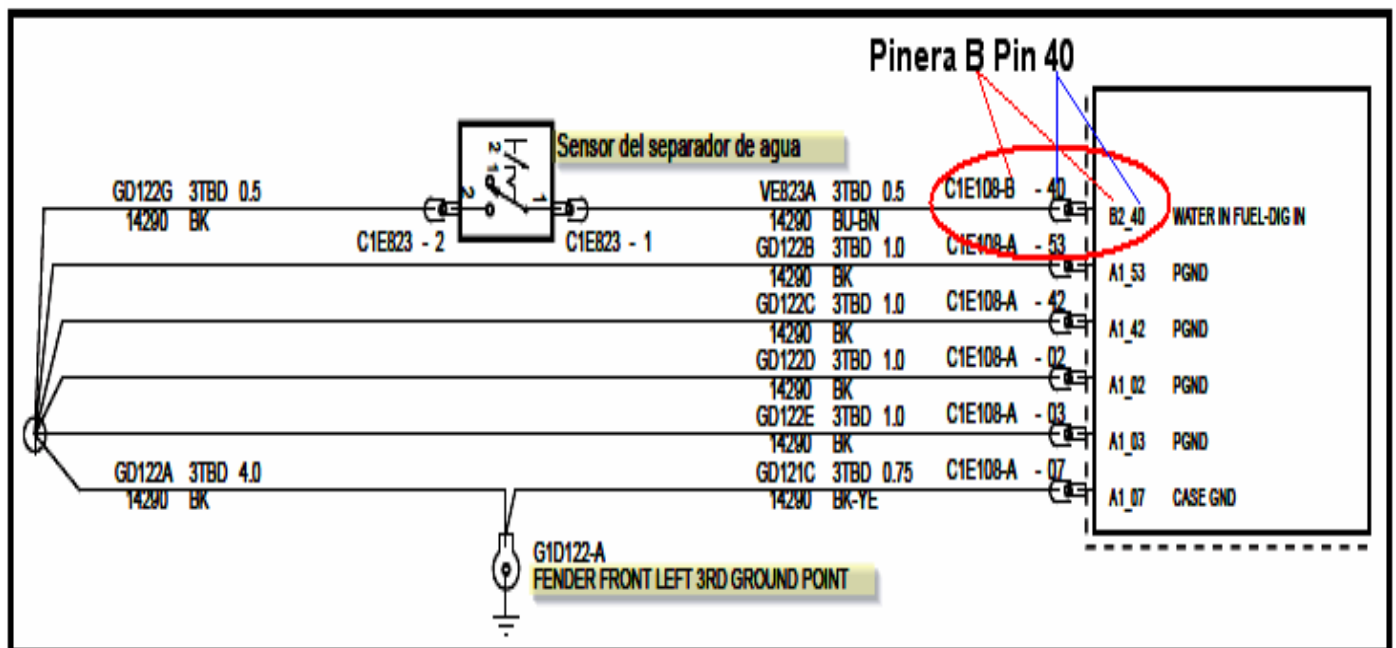 Pinera B Pin 40
Sensor del separador de agua
2
1
2
1
GD122G 3TBD 0.5
14290 BK
C1E823 - 2
C1E823 - 1
VE823A 3TBD 0.5
14290 BU-BN
C1E108-B - 40
B2_40 WATER IN FUEL-DIG IN
GD122B 3TBD 1.0
14290 BK
C1E108-A - 53
A1_53 PGND
GD122C 3TBD 1.0
14290 BK
C1E108-A - 42
A1_42 PGND
GD122D 3TBD 1.0
14290 BK
C1E108-A - 02
A1_02 PGND
GD122E 3TBD 1.0
14290 BK
C1E108-A - 03
A1_03 PGND
GD122A 3TBD 4.0
14290 BK
GD121C 3TBD 0.75
14290 BK-YE
C1E108-A - 07
A1_07 CASE GND
G1D122-A
FENDER FRONT LEFT 3RD GROUND POINT